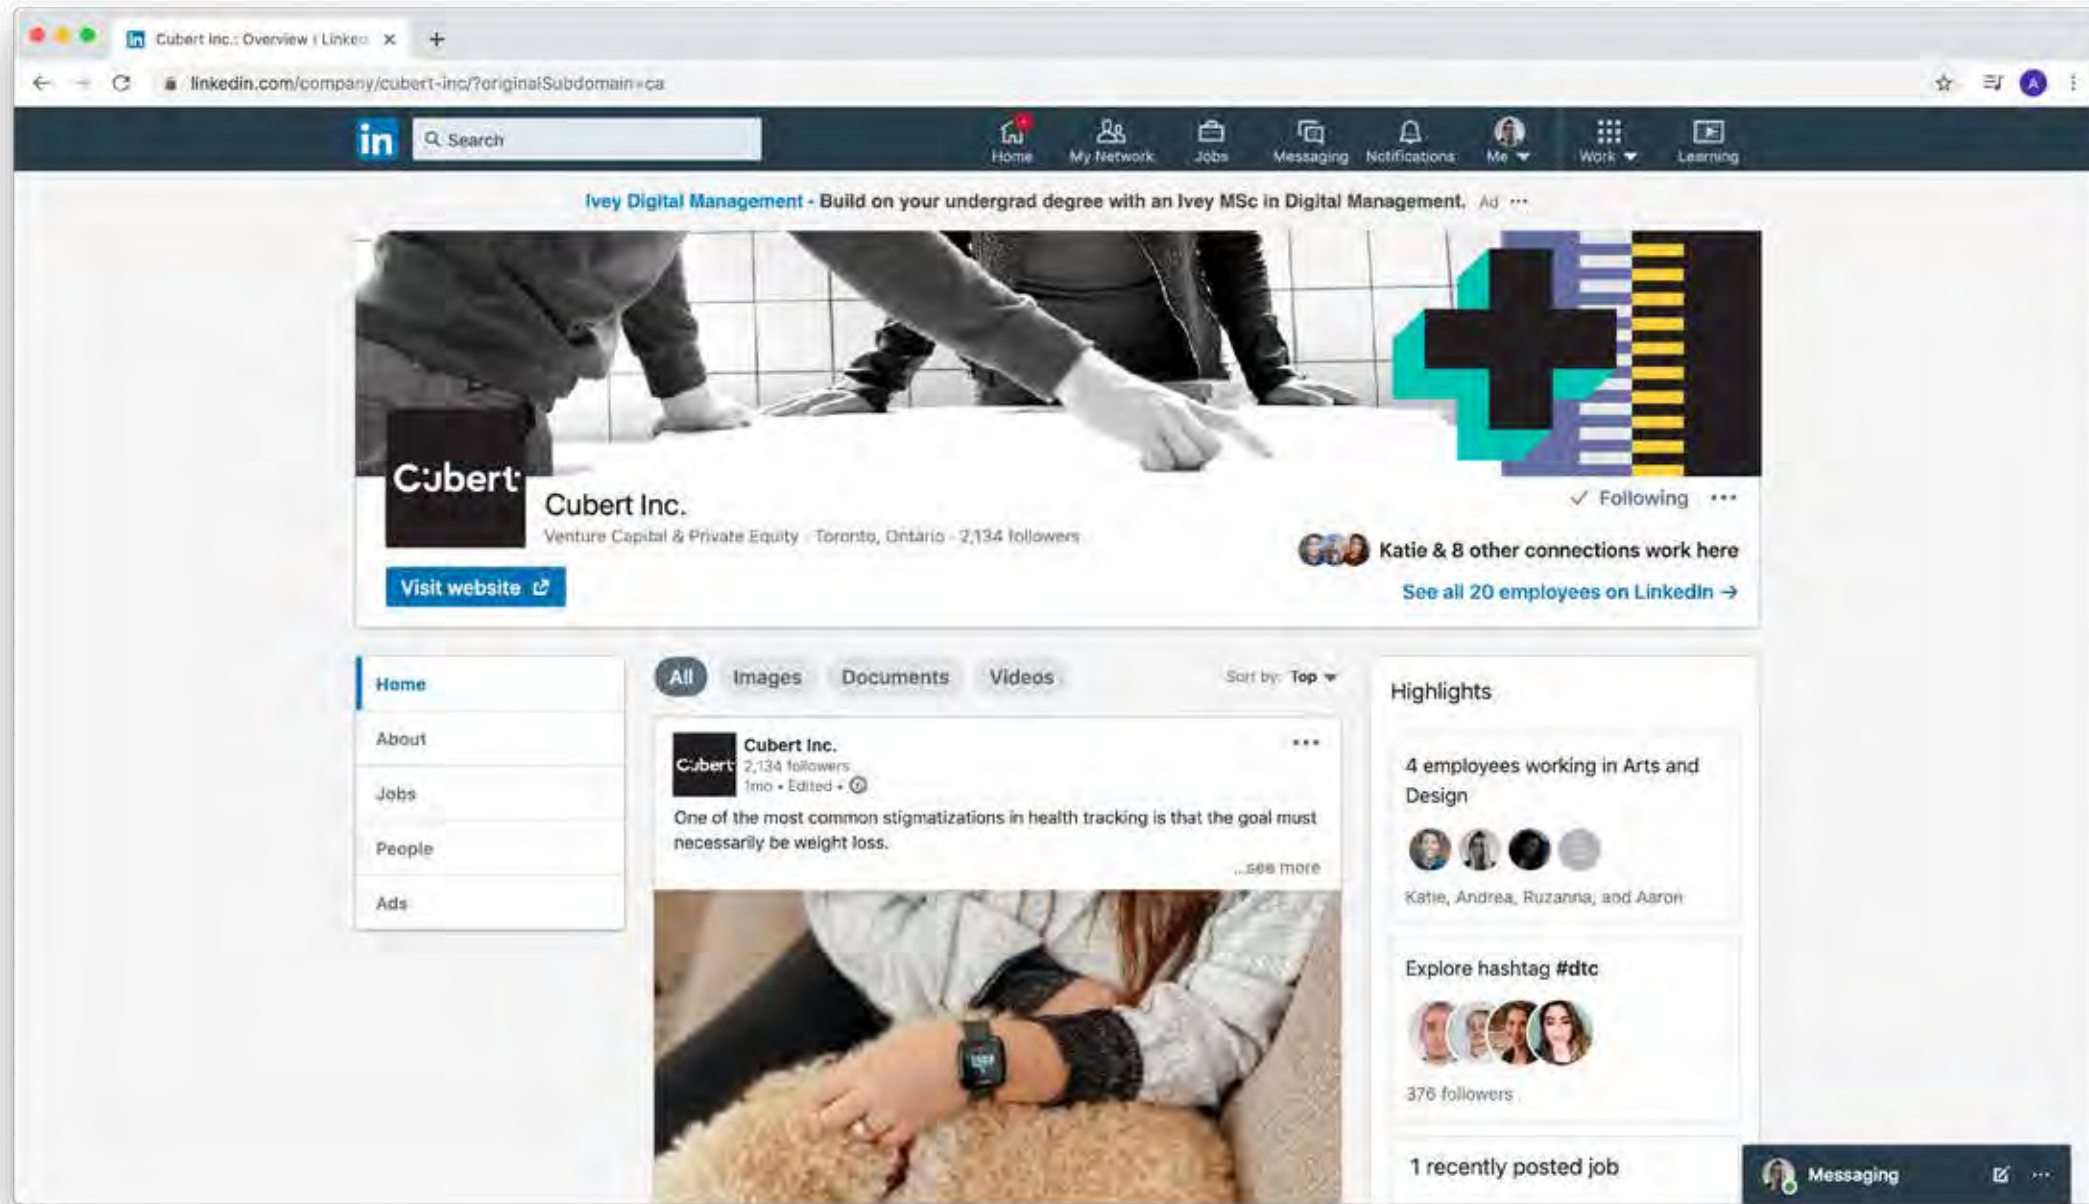 Cubert Inc.: Overview | Linked
linkedin.com/company/cubert-inc/?originalSubdomain=ca
A
in
Search
Home
My Network
Jobs
Messaging
Notifications
Me
Work
Learning
Ivey Digital Management - Build on your undergrad degree with an Ivey MSc in Digital Management. Ad ...
Cubert
Cubert Inc.
Venture Capital & Private Equity · Toronto, Ontario · 2,134 followers
Following
Katie & 8 other connections work here
Visit website
See all 20 employees on LinkedIn →
Home
About
Jobs
People
Ads
All
Images
Documents
Videos
Sort by: Top
Cubert
Cubert Inc.
2,134 followers
1mo • Edited •
One of the most common stigmatizations in health tracking is that the goal must
necessarily be weight loss.
...see more
Highlights
4 employees working in Arts and
Design
Katie, Andrea, Ruzanna, and Aaron
Explore hashtag #dtc
376 followers
1 recently posted job
Messaging